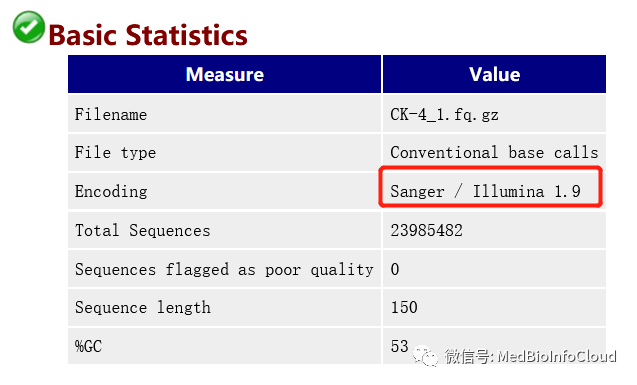 Basic Statistics
Measure Value
Filename CK-4_1.fq.gz
File type Conventional base calls
Encoding Sanger / Illumina 1.9
Total Sequences 23985482
Sequences flagged as poor quality 0
Sequence length 150
%GC 53
微信号: MedBioInfoCloud